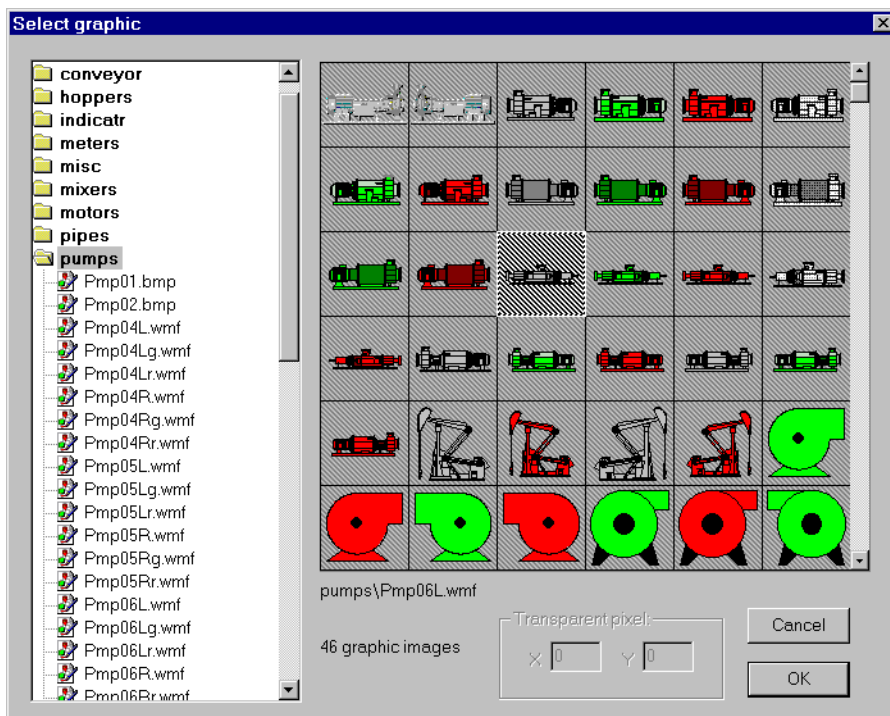 Select graphic
conveyor
hoppers
indicatr
meters
misc
mixers
motors
pipes
pumps
Pmp01.bmp
Pmp02.bmp
Pmp04L.wmf
Pmp04Lg.wmf
Pmp04Lr.wmf
Pmp04R.wmf
Pmp04Rg.wmf
Pmp04Rr.wmf
Pmp05L.wmf
Pmp05Lg.wmf
Pmp05Lr.wmf
Pmp05R.wmf
Pmp05Rg.wmf
Pmp05Rr.wmf
Pmp06L.wmf
Pmp06Lg.wmf
Pmp06Lr.wmf
Pmp06R.wmf
Pmp06Rr.wmf
pumps\Pmp06L.wmf
46 graphic images
Transparent pixel:
X 0 Y 0
Cancel
OK